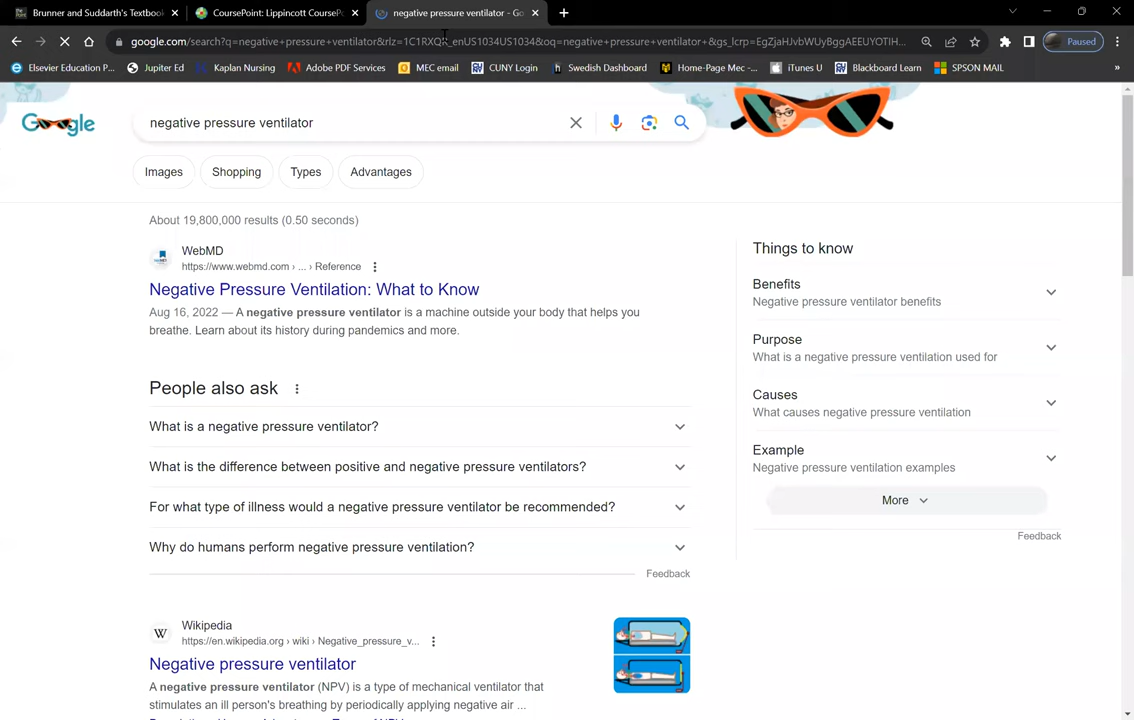 Brunner and Suddarth's Textboo
CoursePoint: Lippincott CourseP
negative pressure ventilator - Go
google.com/search?q=negative+pressure+ventilator&rlz=1C1RXQR_enUS1034US1034&oq=negative+pressure+ventilator+&gs_lcrp=EgZjaHJvbWUyBggAEEUYOTIH...
Paused
Elsevier Education P...
Jupiter Ed
Kaplan Nursing
Adobe PDF Services
MEC email
CUNY Login
Swedish Dashboard
Home-Page Mec -...
iTunes U
Blackboard Learn
SPSON MAIL
»
Google
negative pressure ventilator
Images
Shopping
Types
Advantages
About 19,800,000 results (0.50 seconds)
WebMD
https://www.webmd.com › ... › Reference
Negative Pressure Ventilation: What to Know
Aug 16, 2022 — A negative pressure ventilator is a machine outside your body that helps you
breathe. Learn about its history during pandemics and more.
People also ask
What is a negative pressure ventilator?
What is the difference between positive and negative pressure ventilators?
For what type of illness would a negative pressure ventilator be recommended?
Why do humans perform negative pressure ventilation?
Feedback
W
Wikipedia
https://en.wikipedia.org › wiki › Negative_pressure_v...
Negative pressure ventilator
A negative pressure ventilator (NPV) is a type of mechanical ventilator that
stimulates an ill person's breathing by periodically applying negative air ...
Things to know
Benefits
Negative pressure ventilator benefits
Purpose
What is a negative pressure ventilation used for
Causes
What causes negative pressure ventilation
Example
Negative pressure ventilation examples
More
Feedback